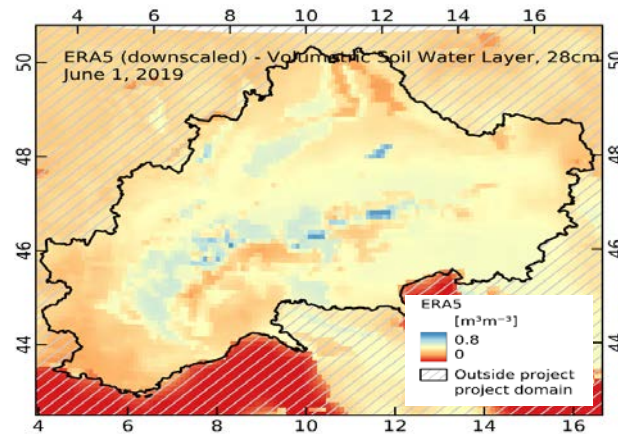 4 6 8 10 12 14 16
ERA5 (downscaled) - Volumetric Soil Water Layer, 28cm
June 1, 2019
50 50
48 48
46 46
44 44
ERA5
[m³m⁻³]
0.8
0
Outside project
project domain
4 6 8 10 12 14 16